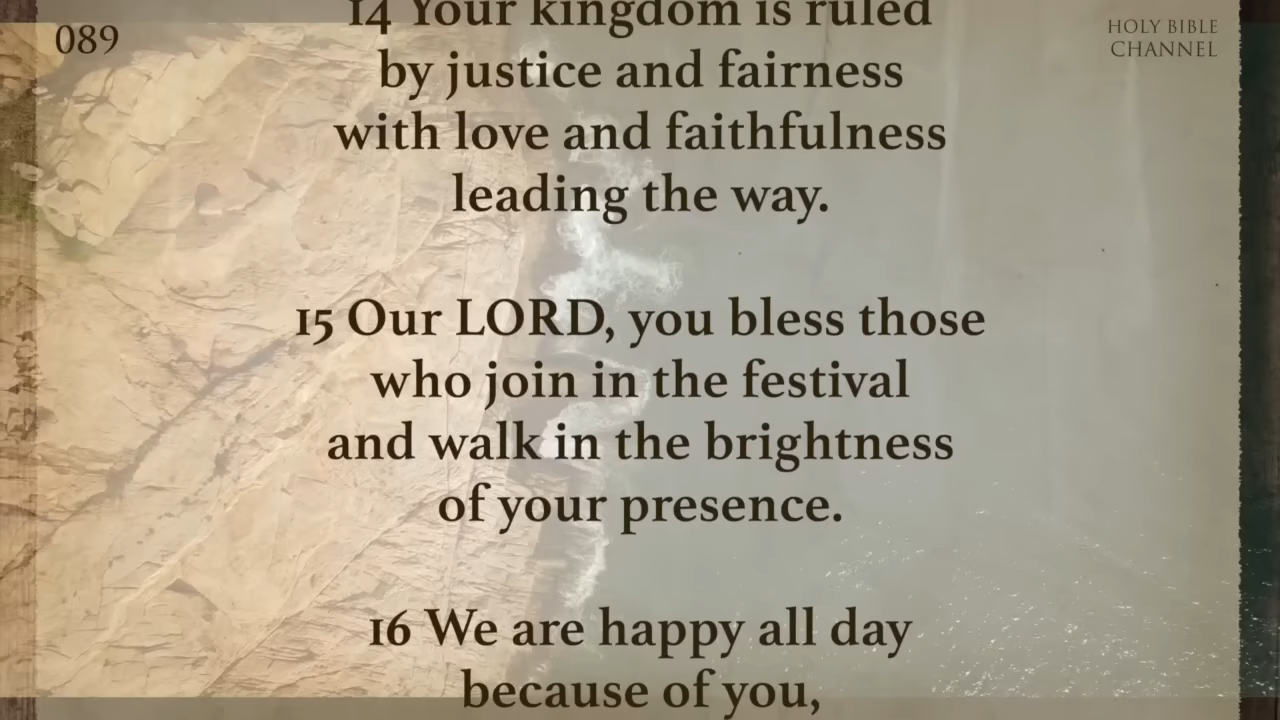 089
HOLY BIBLE
CHANNEL
14 Your kingdom is ruled
by justice and fairness
with love and faithfulness
leading the way.
15 Our LORD, you bless those
who join in the festival
and walk in the brightness
of your presence.
16 We are happy all day
because of you,